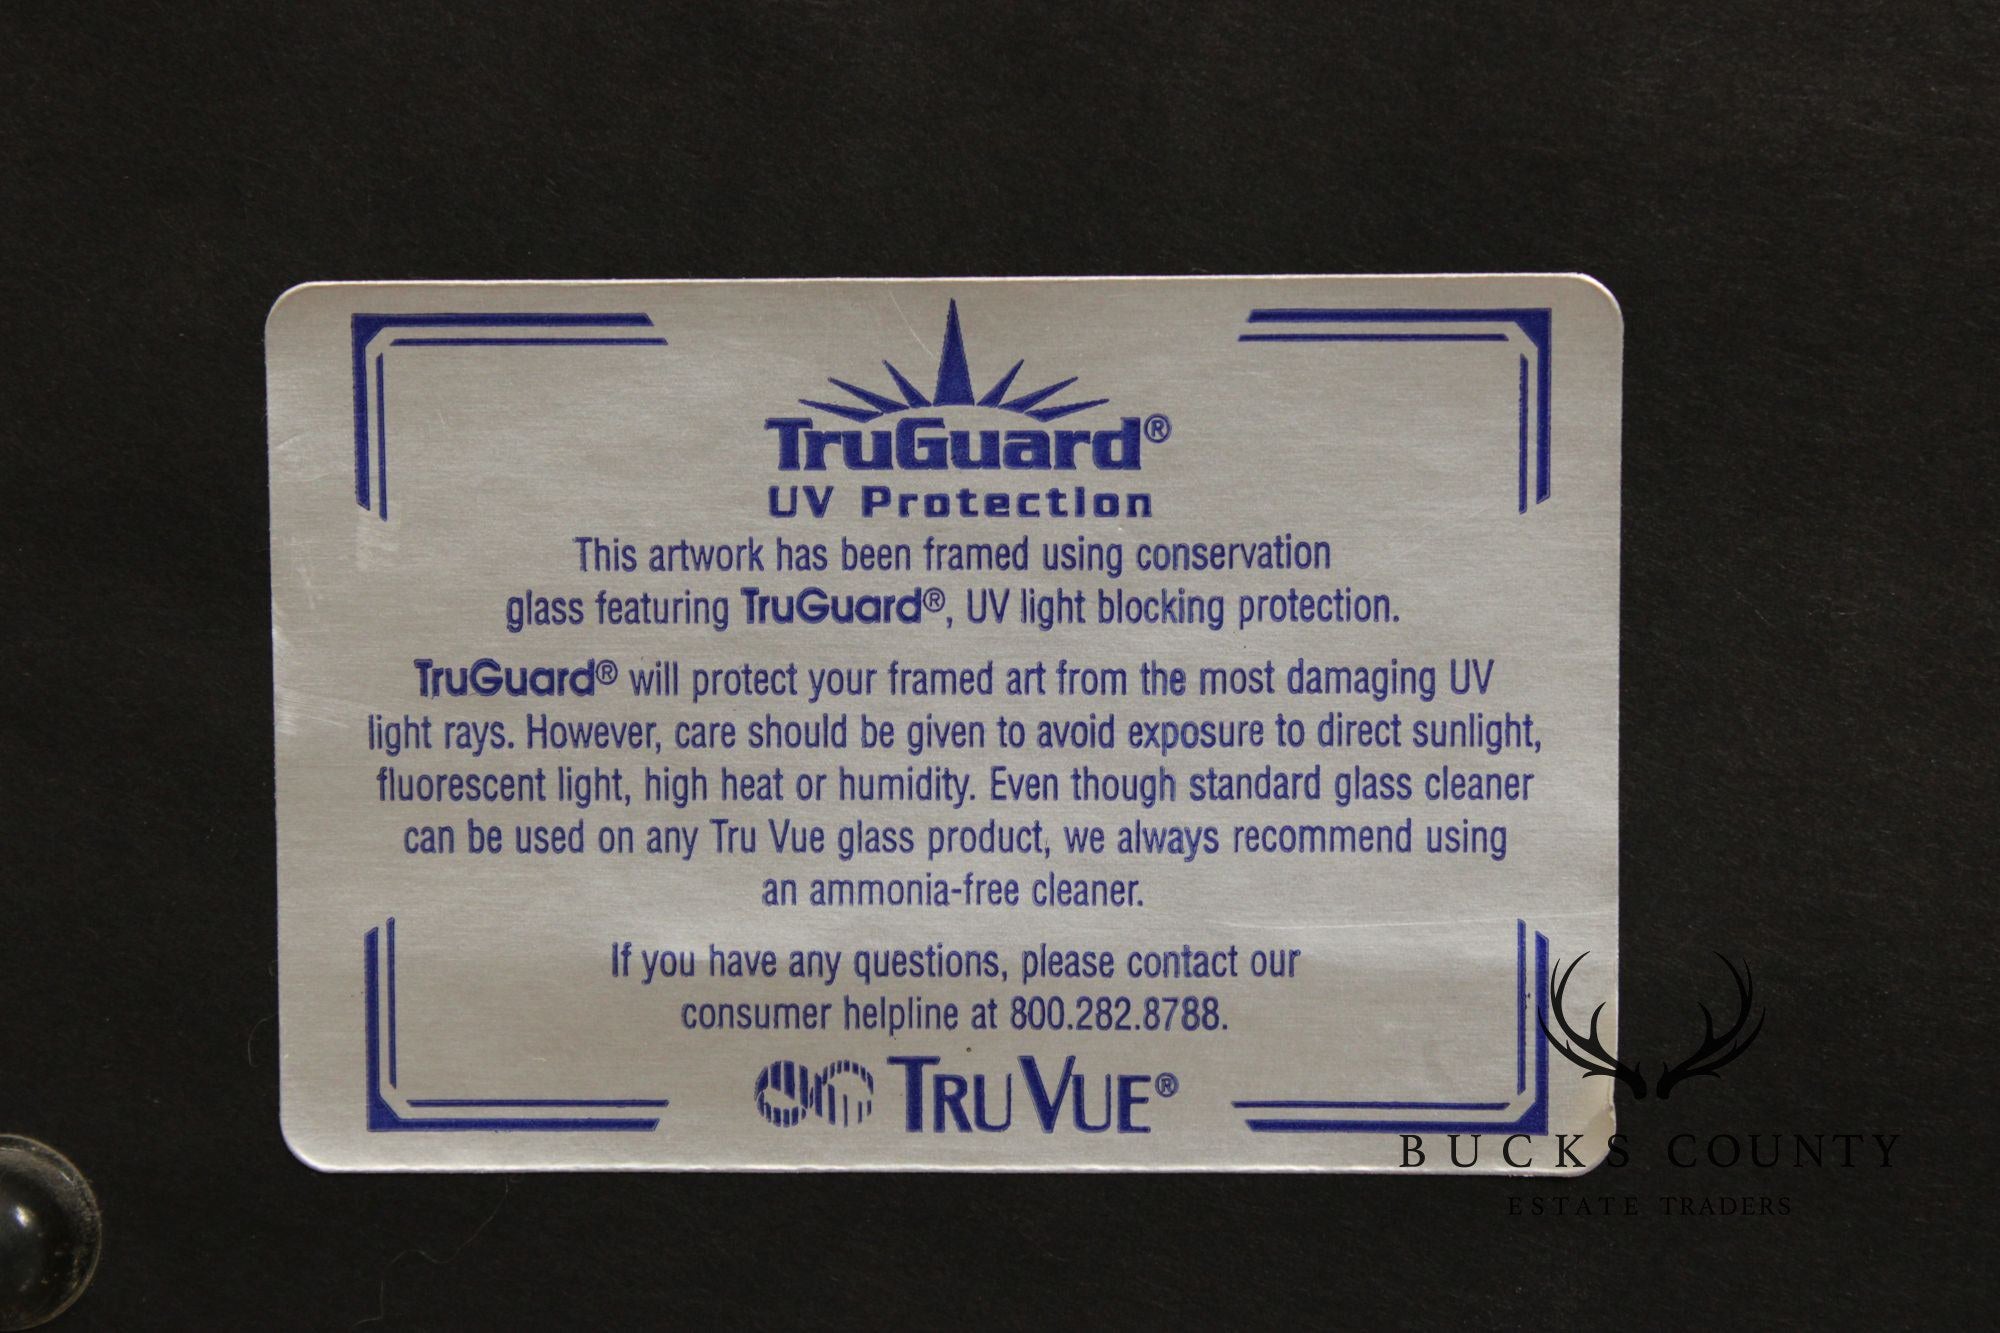 TruGuard®
UV Protection
This artwork has been framed using conservation
glass featuring TruGuard®, UV light blocking protection.
TruGuard® will protect your framed art from the most damaging UV
light rays. However, care should be given to avoid exposure to direct sunlight,
fluorescent light, high heat or humidity. Even though standard glass cleaner
can be used on any Tru Vue glass product, we always recommend using
an ammonia-free cleaner.
If you have any questions, please contact our
consumer helpline at 800.282.8788.
TRU VUE®
BUCKS COUNTY
ESTATE TRADERS